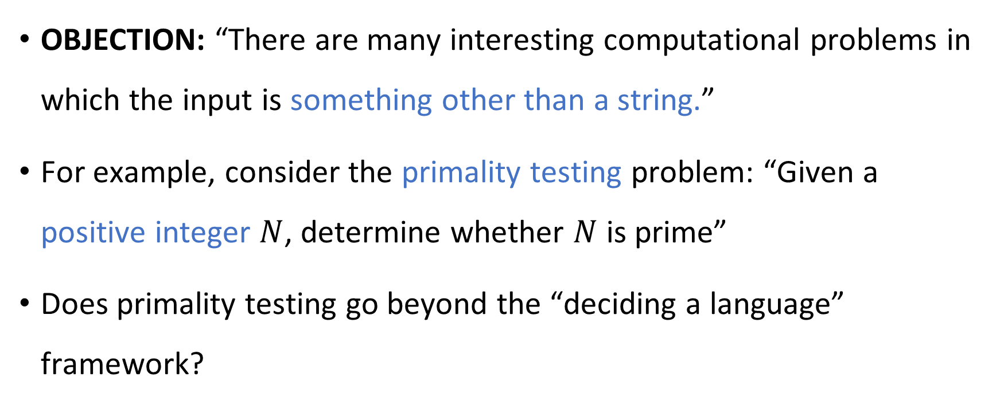 • OBJECTION: “There are many interesting computational problems in
which the input is something other than a string.”
• For example, consider the primality testing problem: “Given a
positive integer 𝑁, determine whether 𝑁 is prime”
• Does primality testing go beyond the “deciding a language”
framework?